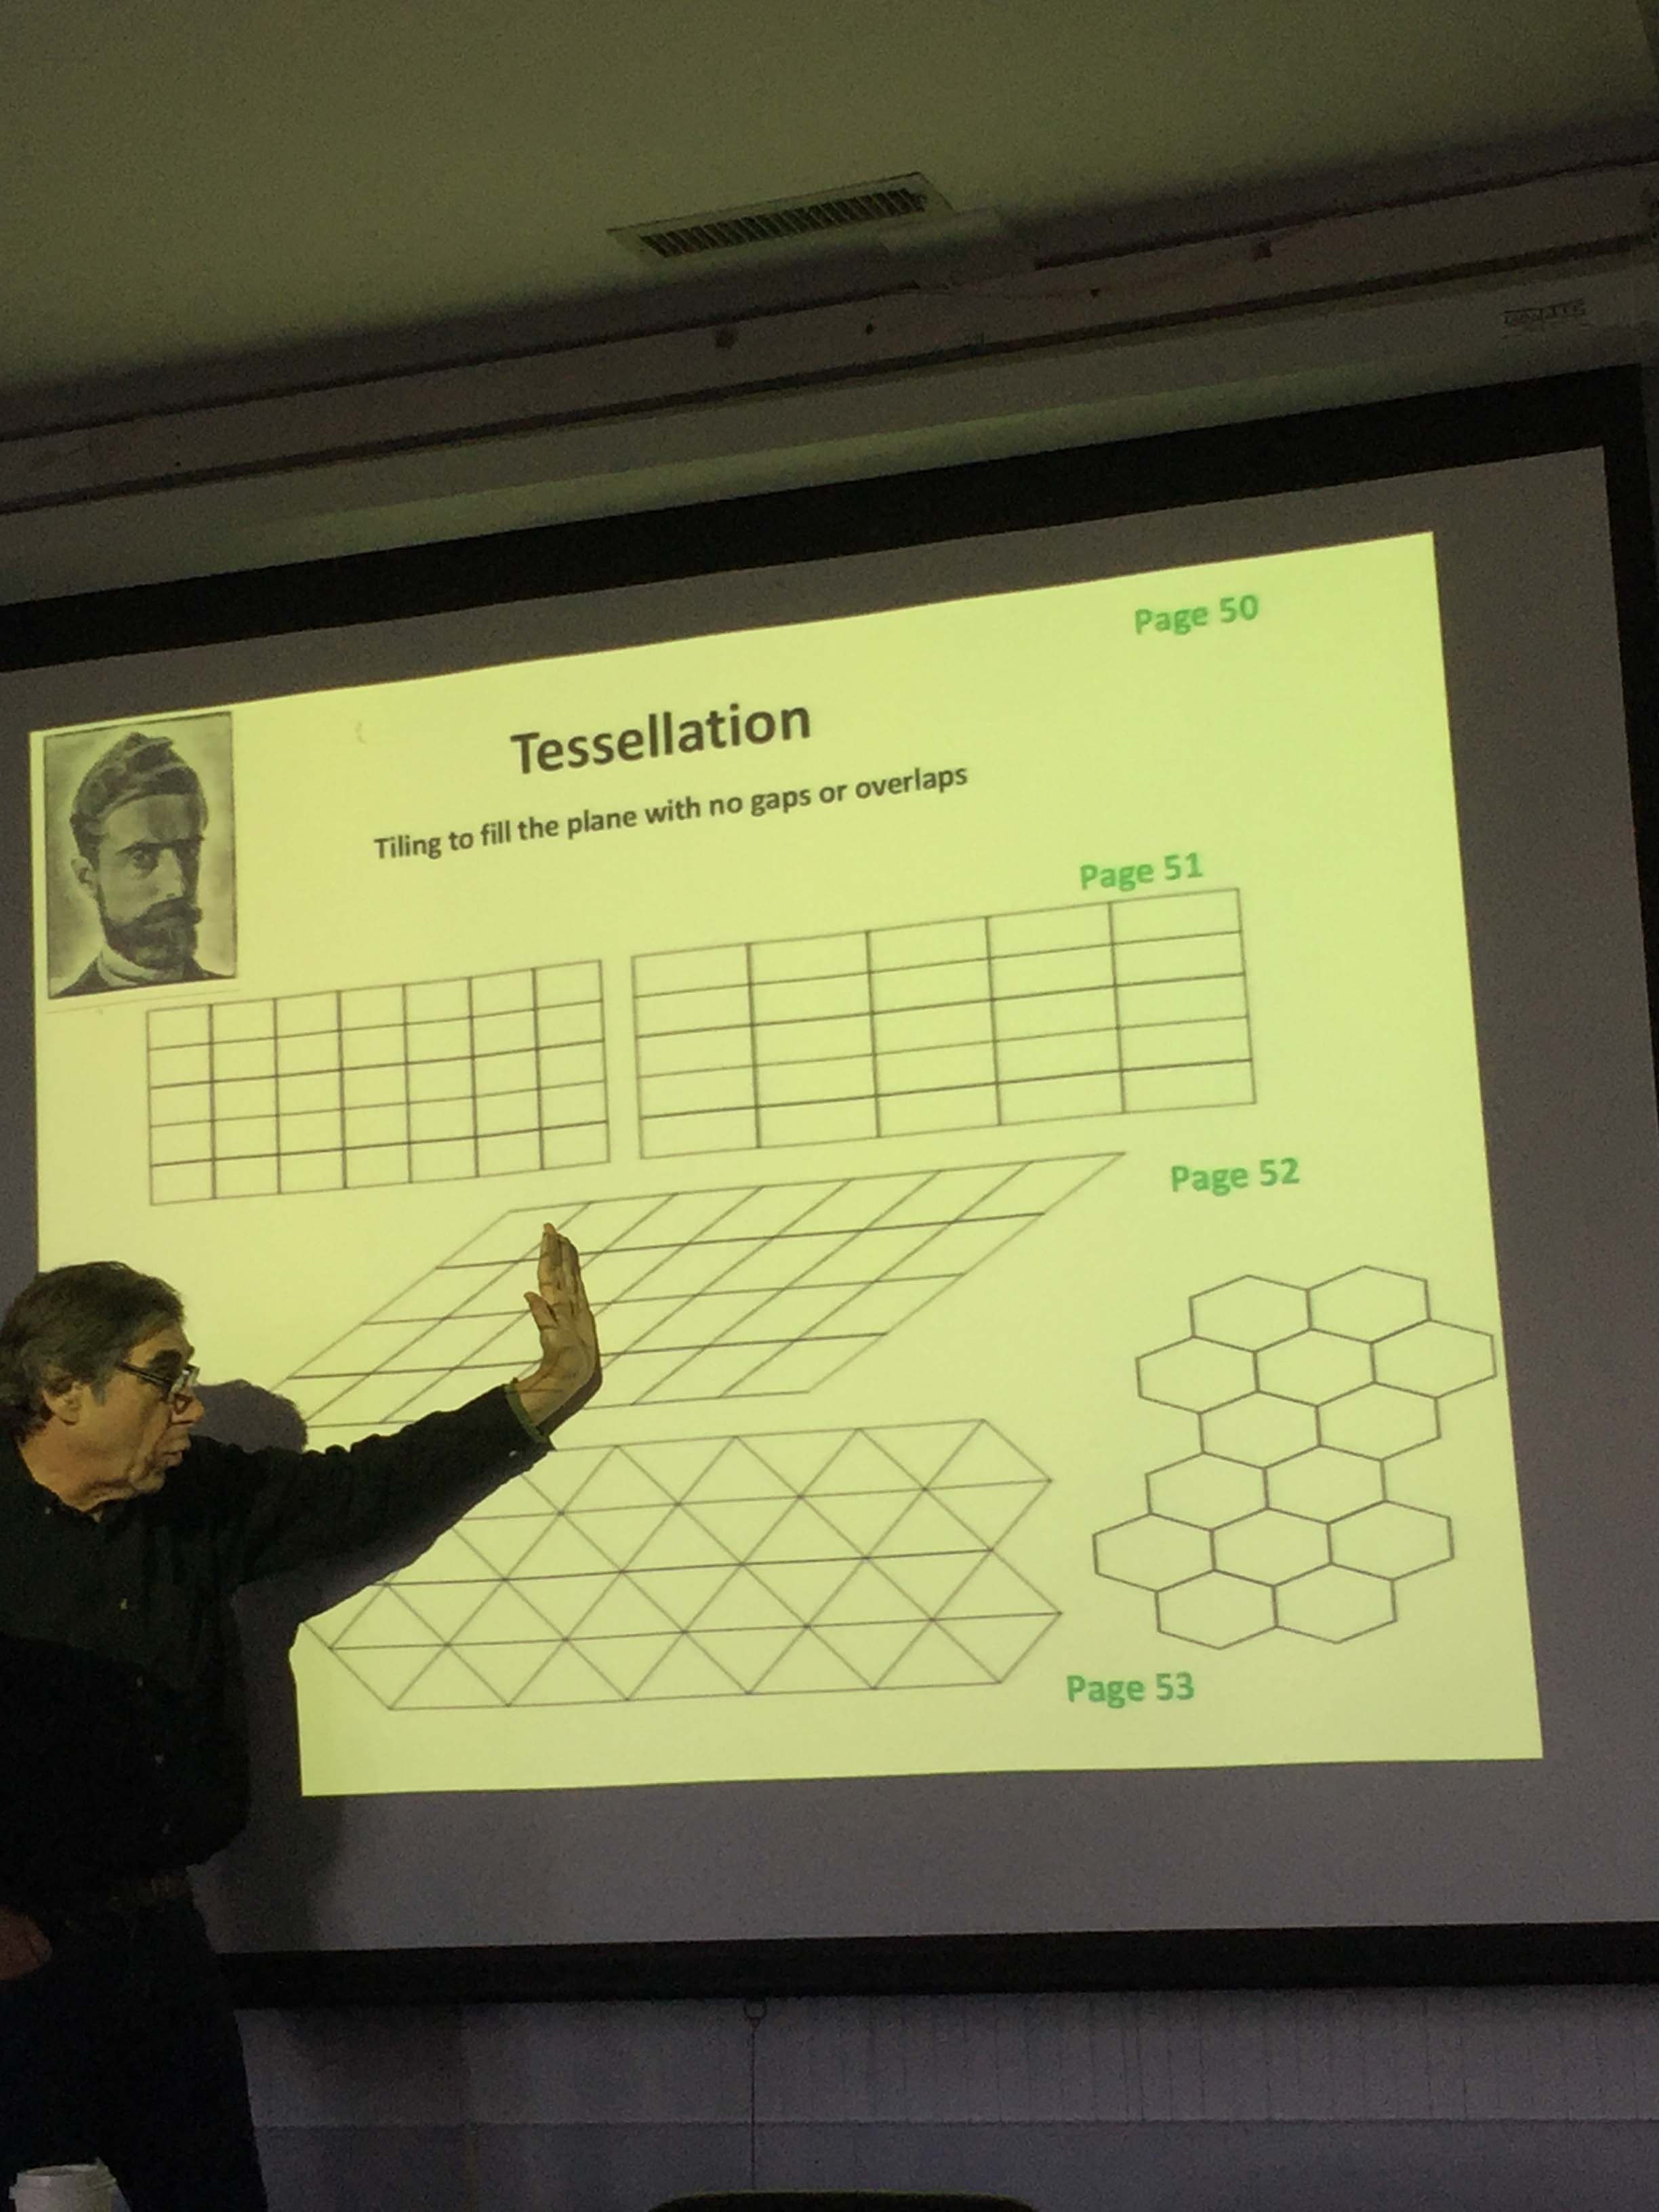 Page 50
Tessellation
Tiling to fill the plane with no gaps or overlaps
Page 51
Page 52
Page 53